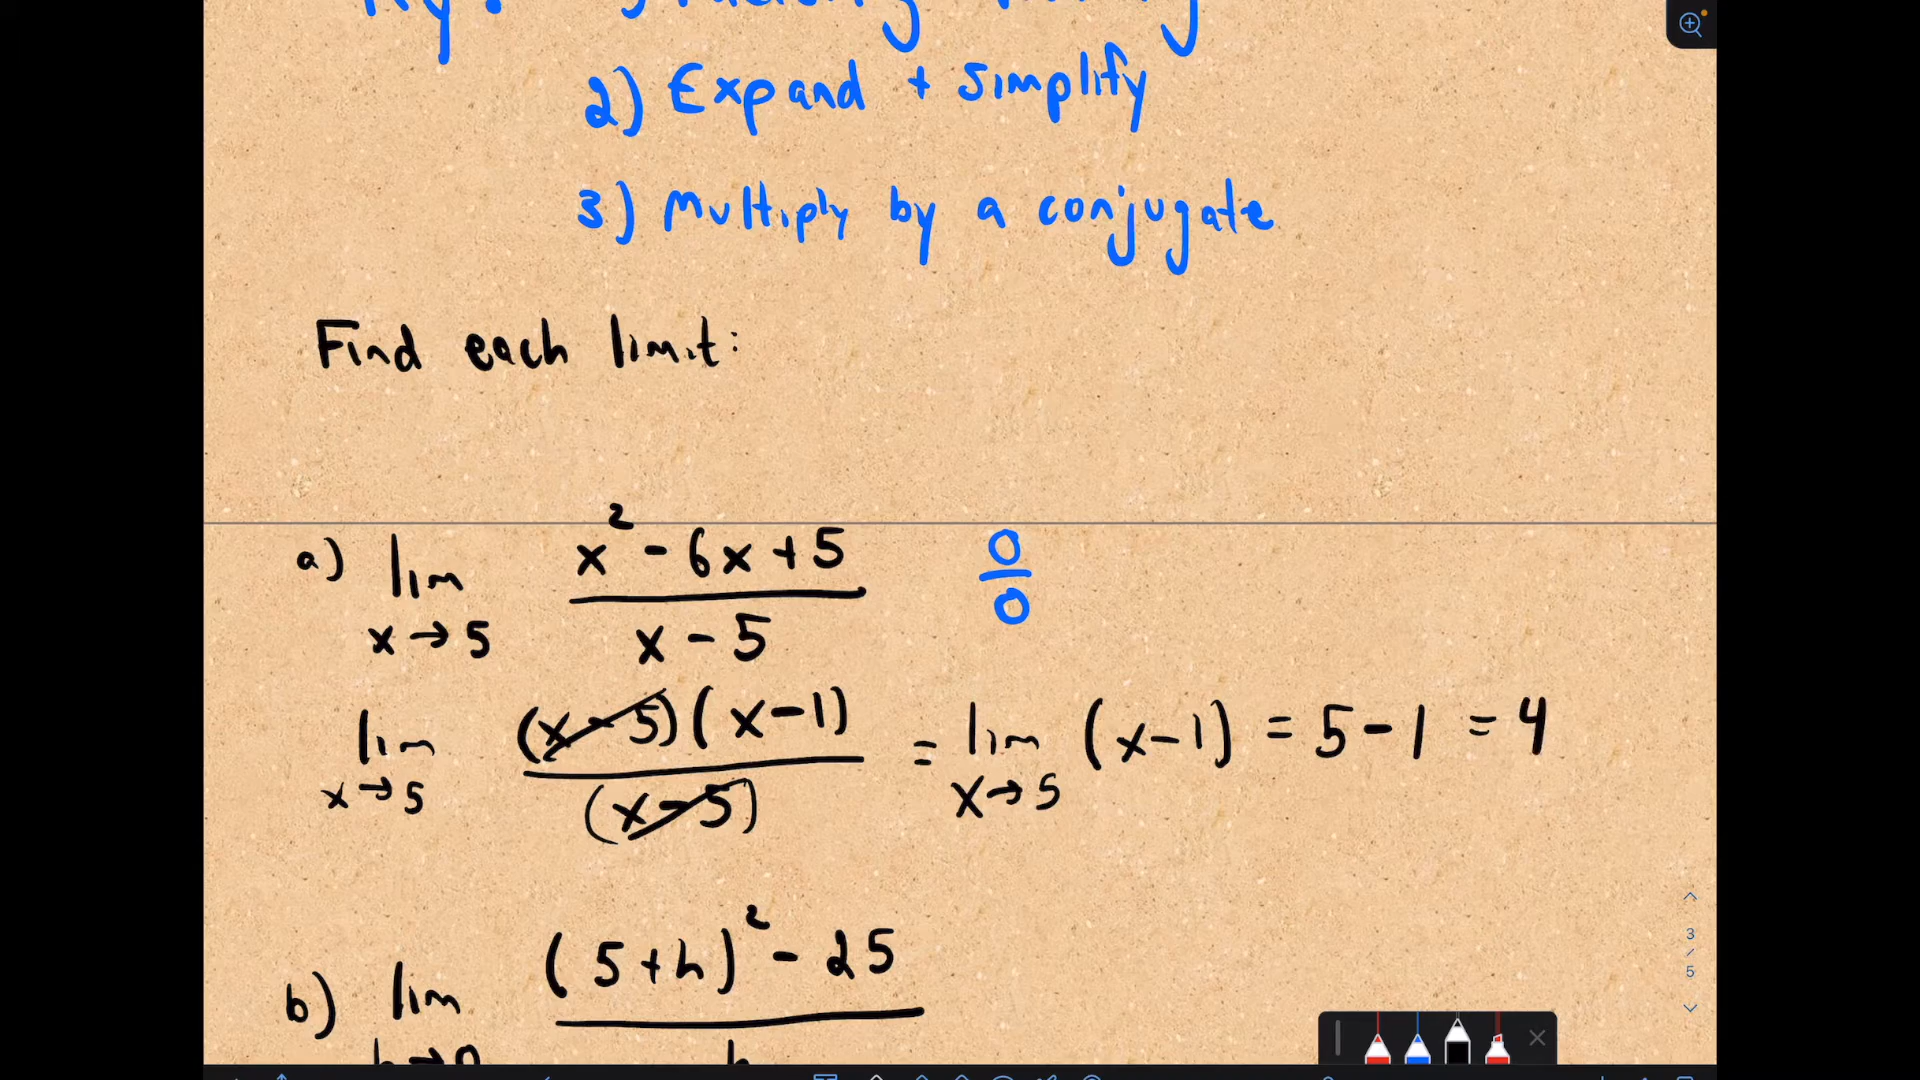 2) Expand + Simplify
3) Multiply by a conjugate
Find each limit:
a) lim x→5 (x² - 6x + 5)/(x - 5) 0/0
lim x→5 (x-5)(x-1)/(x-5) = lim x→5 (x-1) = 5-1 = 4
b) lim h→0 ((5+h)² - 25)/h
3 / 5